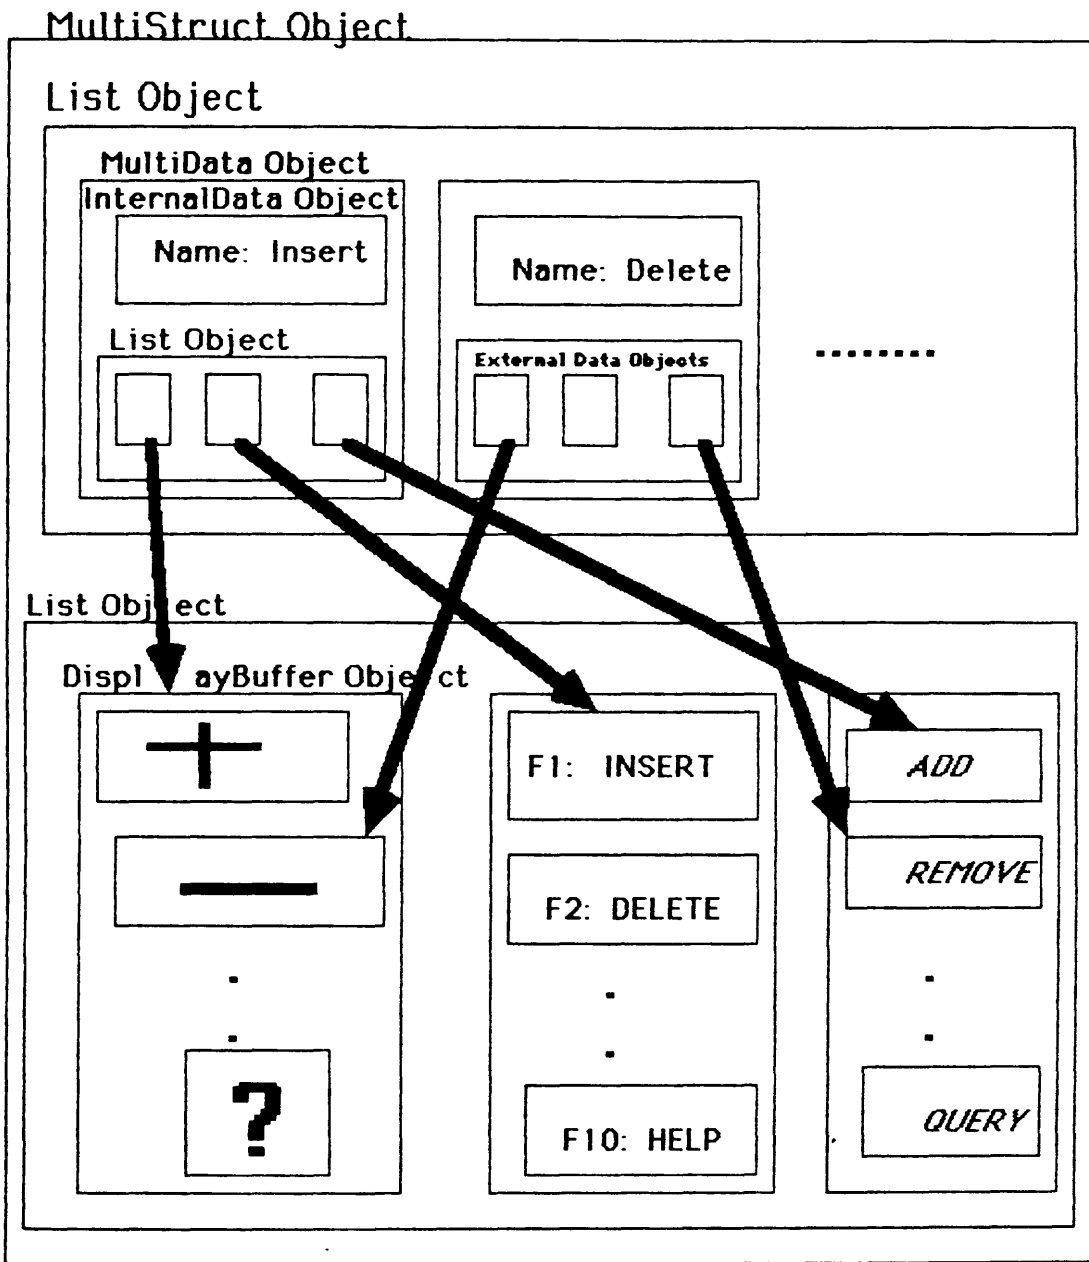 MultiStruct Object
List Object
MultiData Object
InternalData Object
Name: Insert
Name: Delete
List Object
External Data Objects
........
List Object
DisplayBuffer Object
+
F1: INSERT
ADD
—
REMOVE
F2: DELETE
.
.
.
.
.
.
?
F10: HELP
QUERY